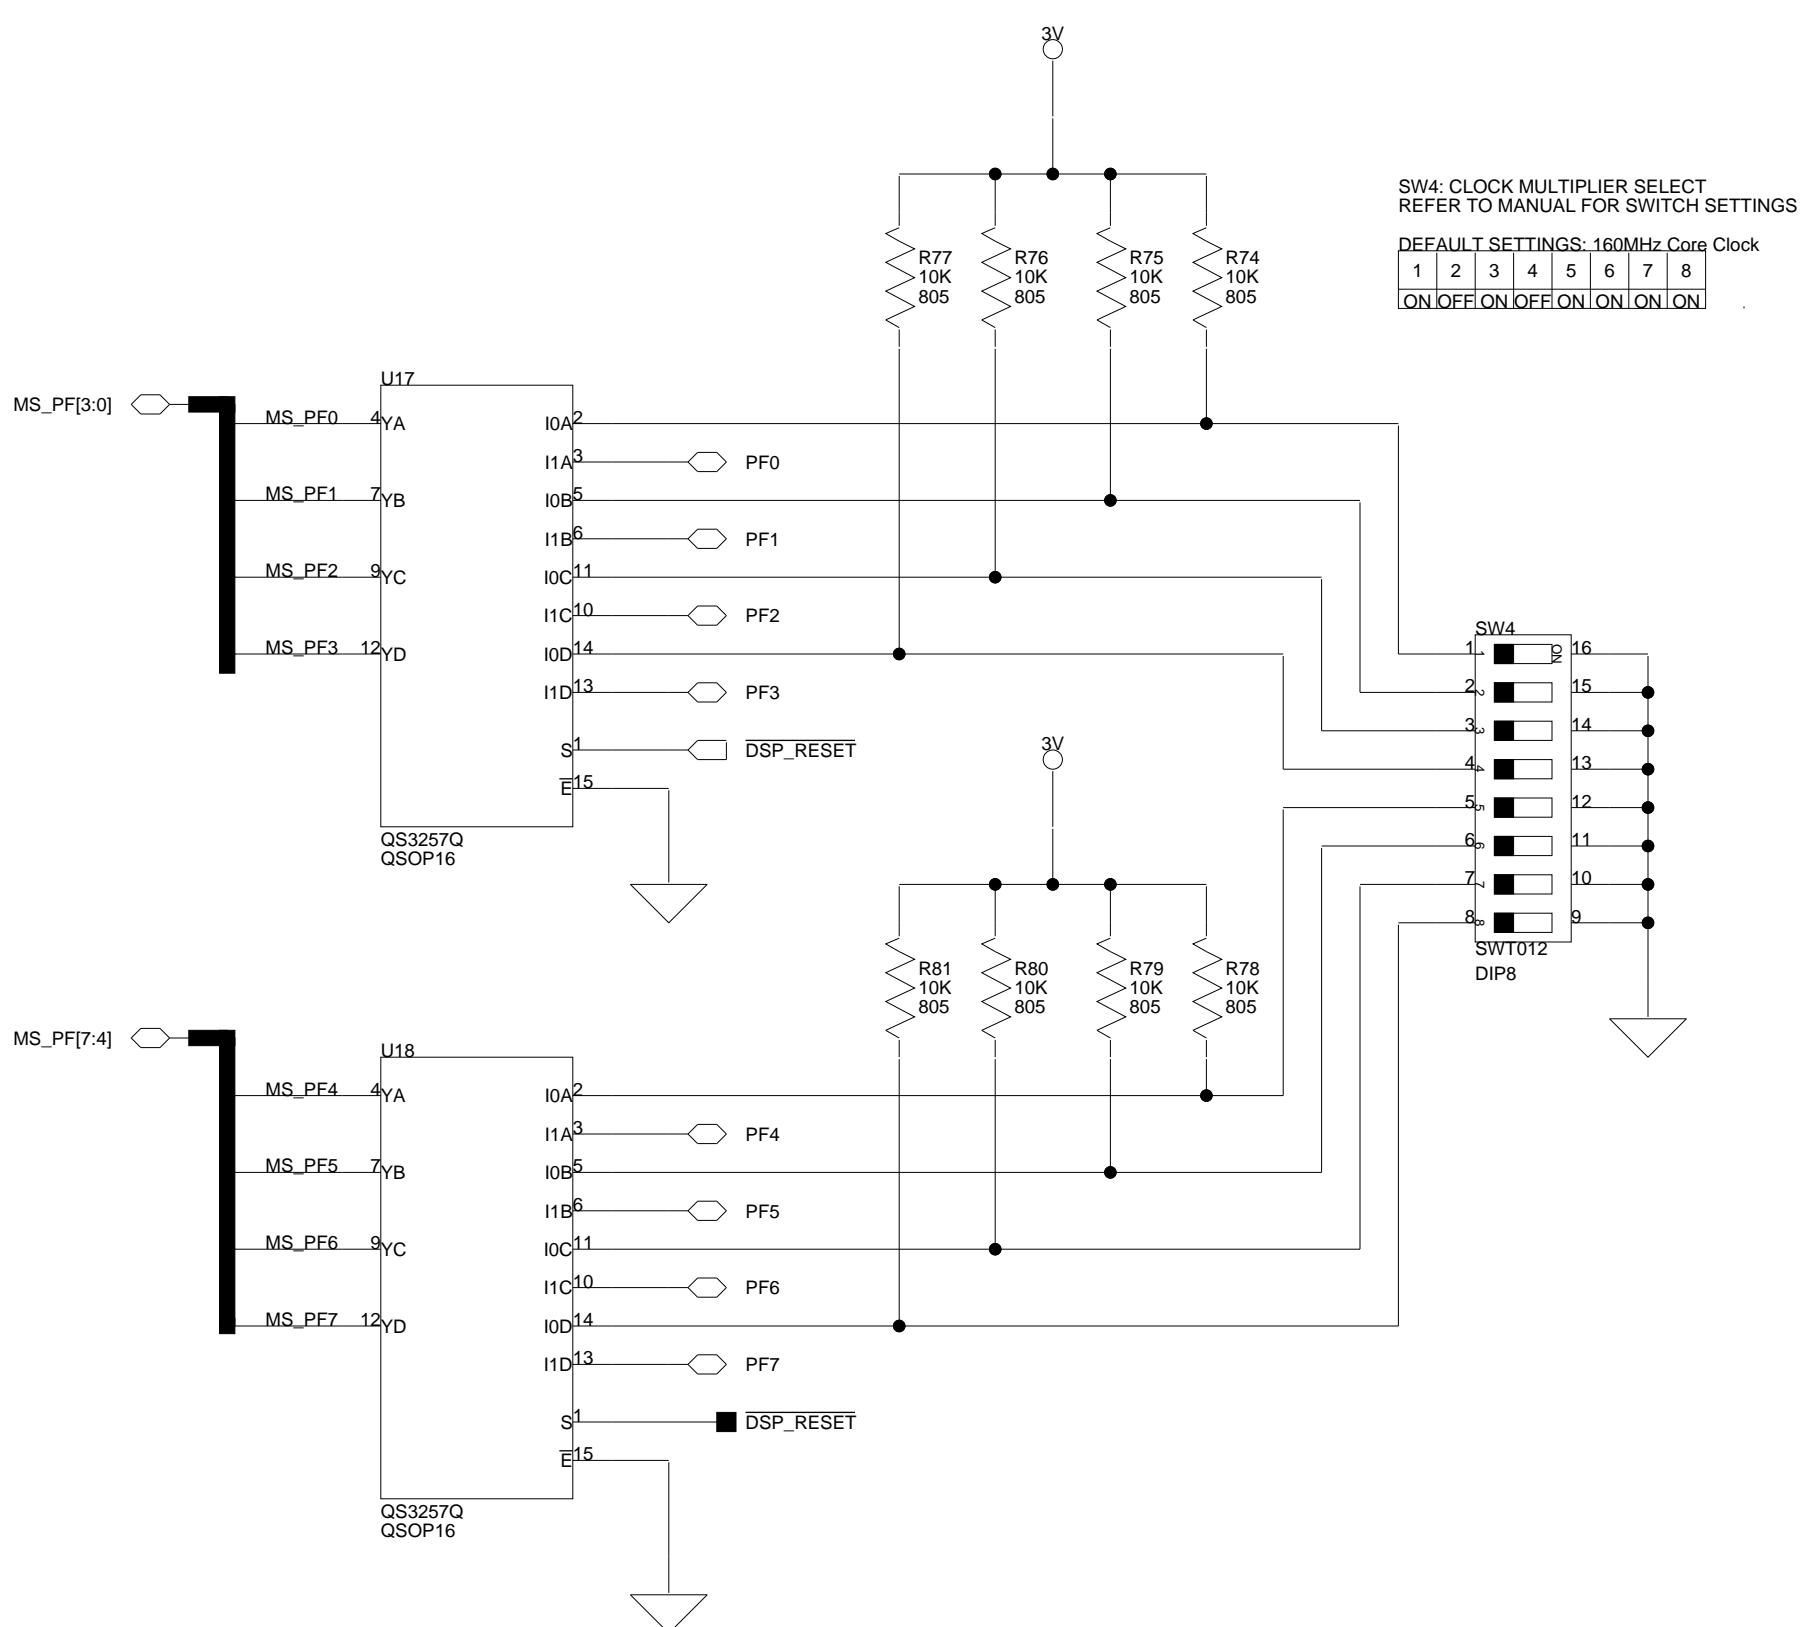 3V
SW4: CLOCK MULTIPLIER SELECT
REFER TO MANUAL FOR SWITCH SETTINGS
DEFAULT SETTINGS: 160MHz Core Clock
1 2 3 4 5 6 7 8
ON OFF ON OFF ON ON ON ON
R77 R76 R75 R74
10K 10K 10K 10K
805 805 805 805
U17
MS_PF[3:0]
MS_PF0 4 YA I0A 2
I1A 3 PF0
MS_PF1 7 YB I0B 5
I1B 6 PF1
MS_PF2 9 YC I0C 11
I1C 10 PF2
MS_PF3 12 YD I0D 14
I1D 13 PF3
S 1 DSP_RESET
E 15
QS3257Q
QSOP16
SW4
1 1 ON 16
2 2 15
3 3 14
4 4 13
5 5 12
6 6 11
7 7 10
8 8 9
SWT012
DIP8
3V
R81 R80 R79 R78
10K 10K 10K 10K
805 805 805 805
MS_PF[7:4]
U18
MS_PF4 4 YA I0A 2
I1A 3 PF4
MS_PF5 7 YB I0B 5
I1B 6 PF5
MS_PF6 9 YC I0C 11
I1C 10 PF6
MS_PF7 12 YD I0D 14
I1D 13 PF7
S 1 DSP_RESET
E 15
QS3257Q
QSOP16